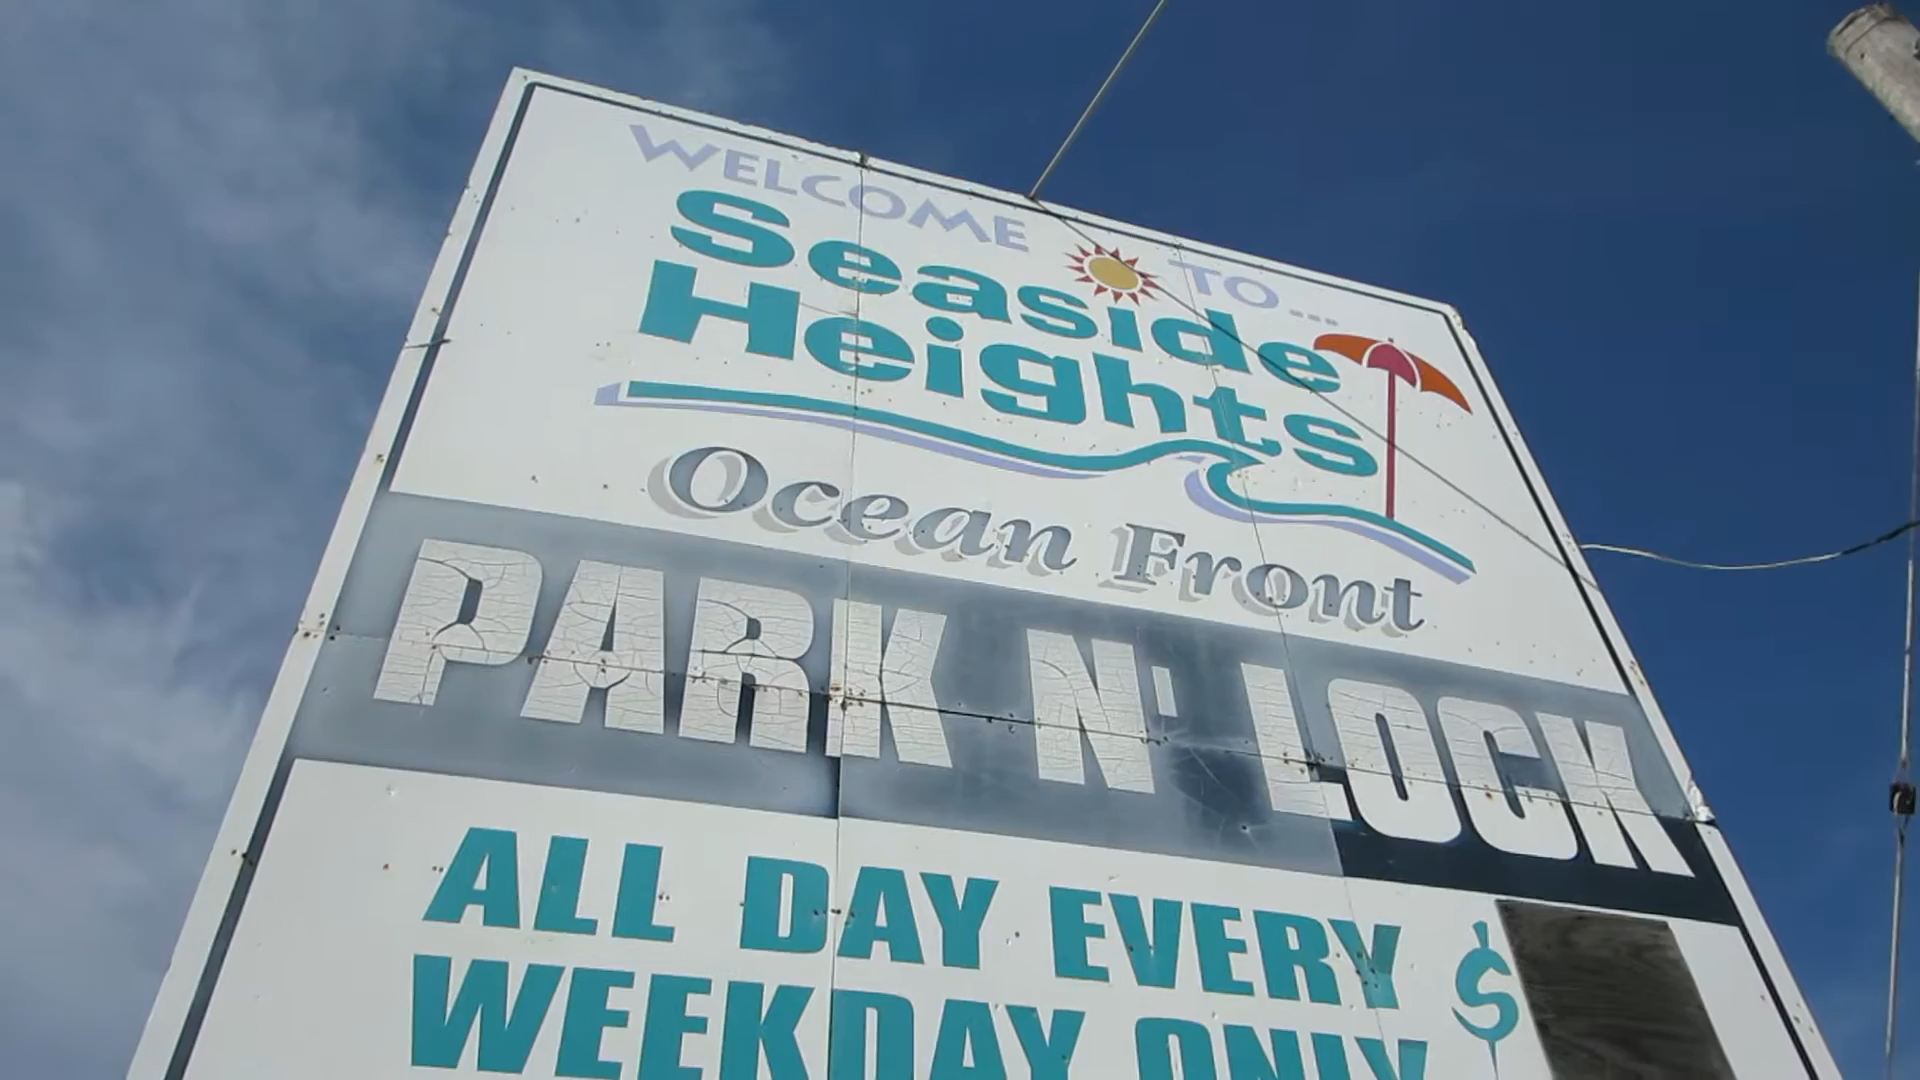 WELCOME TO...
Seaside
Heights
Ocean Front
PARK N' LOCK
ALL DAY EVERY $
WEEKDAY ONLY